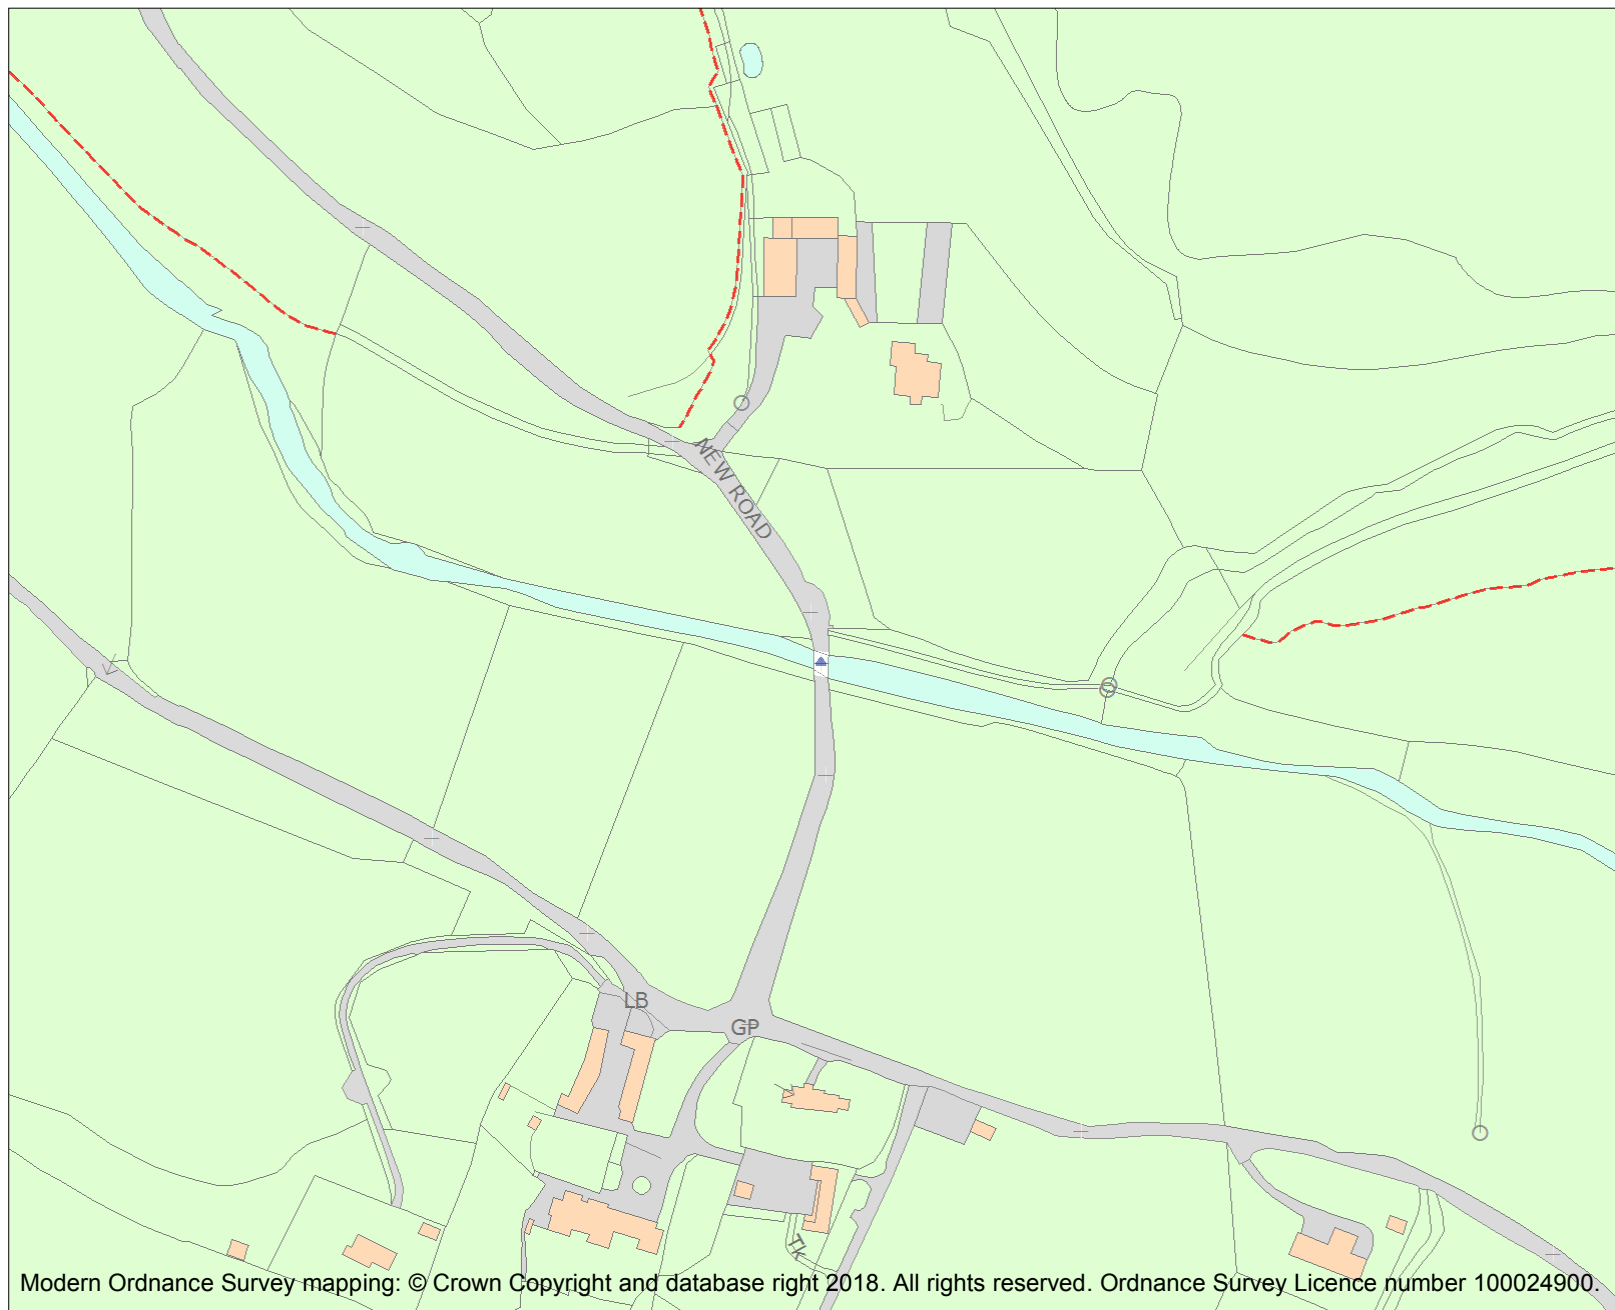 NEW ROAD
LB
GP
Tk
Modern Ordnance Survey mapping: © Crown Copyright and database right 2018. All rights reserved. Ordnance Survey Licence number 100024900.